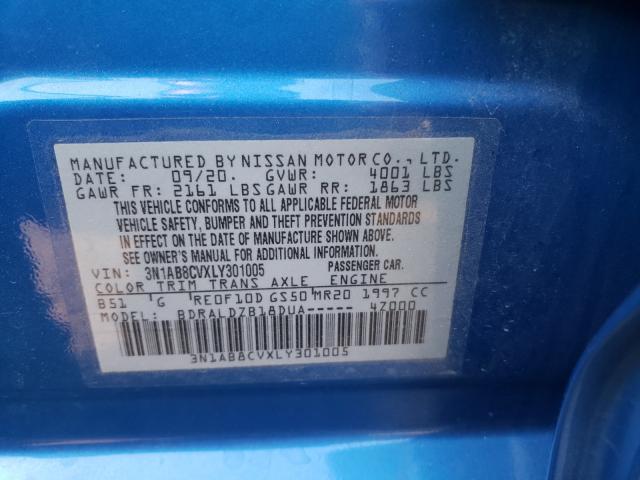 MANUFACTURED BY NISSAN MOTOR CO., LTD.
DATE: 09/20. GVWR: 4001 LBS
GAWR FR: 2161 LBS GAWR RR: 1863 LBS
THIS VEHICLE CONFORMS TO ALL APPLICABLE FEDERAL MOTOR
VEHICLE SAFETY, BUMPER AND THEFT PREVENTION STANDARDS
IN EFFECT ON THE DATE OF MANUFACTURE SHOWN ABOVE.
SEE OWNER'S MANUAL FOR ADDITIONAL INFORMATION.
VIN: 3N1AB8CVXLY301005 PASSENGER CAR.
COLOR TRIM TRANS AXLE ENGINE
B51 G RE0F10D GS50 MR20 1997 CC
MODEL: BDRALDZB18DUA----- 4Z000
3N1AB8CVXLY301005